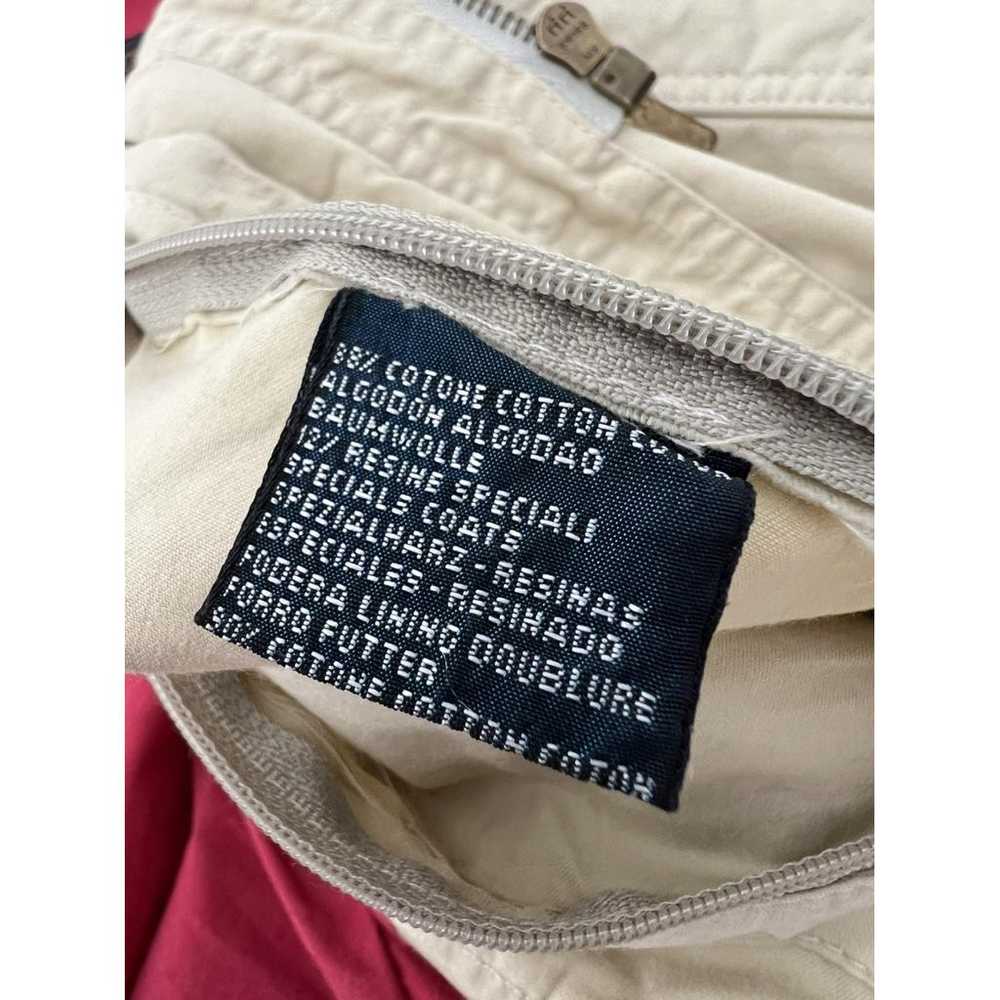 88% COTONE COTTON COTON
ALGODON ALGODAO
BAUMWOLLE
12% RESINE SPECIALI
SPECIALS COATS
SPEZIALHARZ-RESINAS
ESPECIALES-RESINADO
FODERA LINING DOUBLURE
FORRO FUTTER
COTONE COTTON COTON